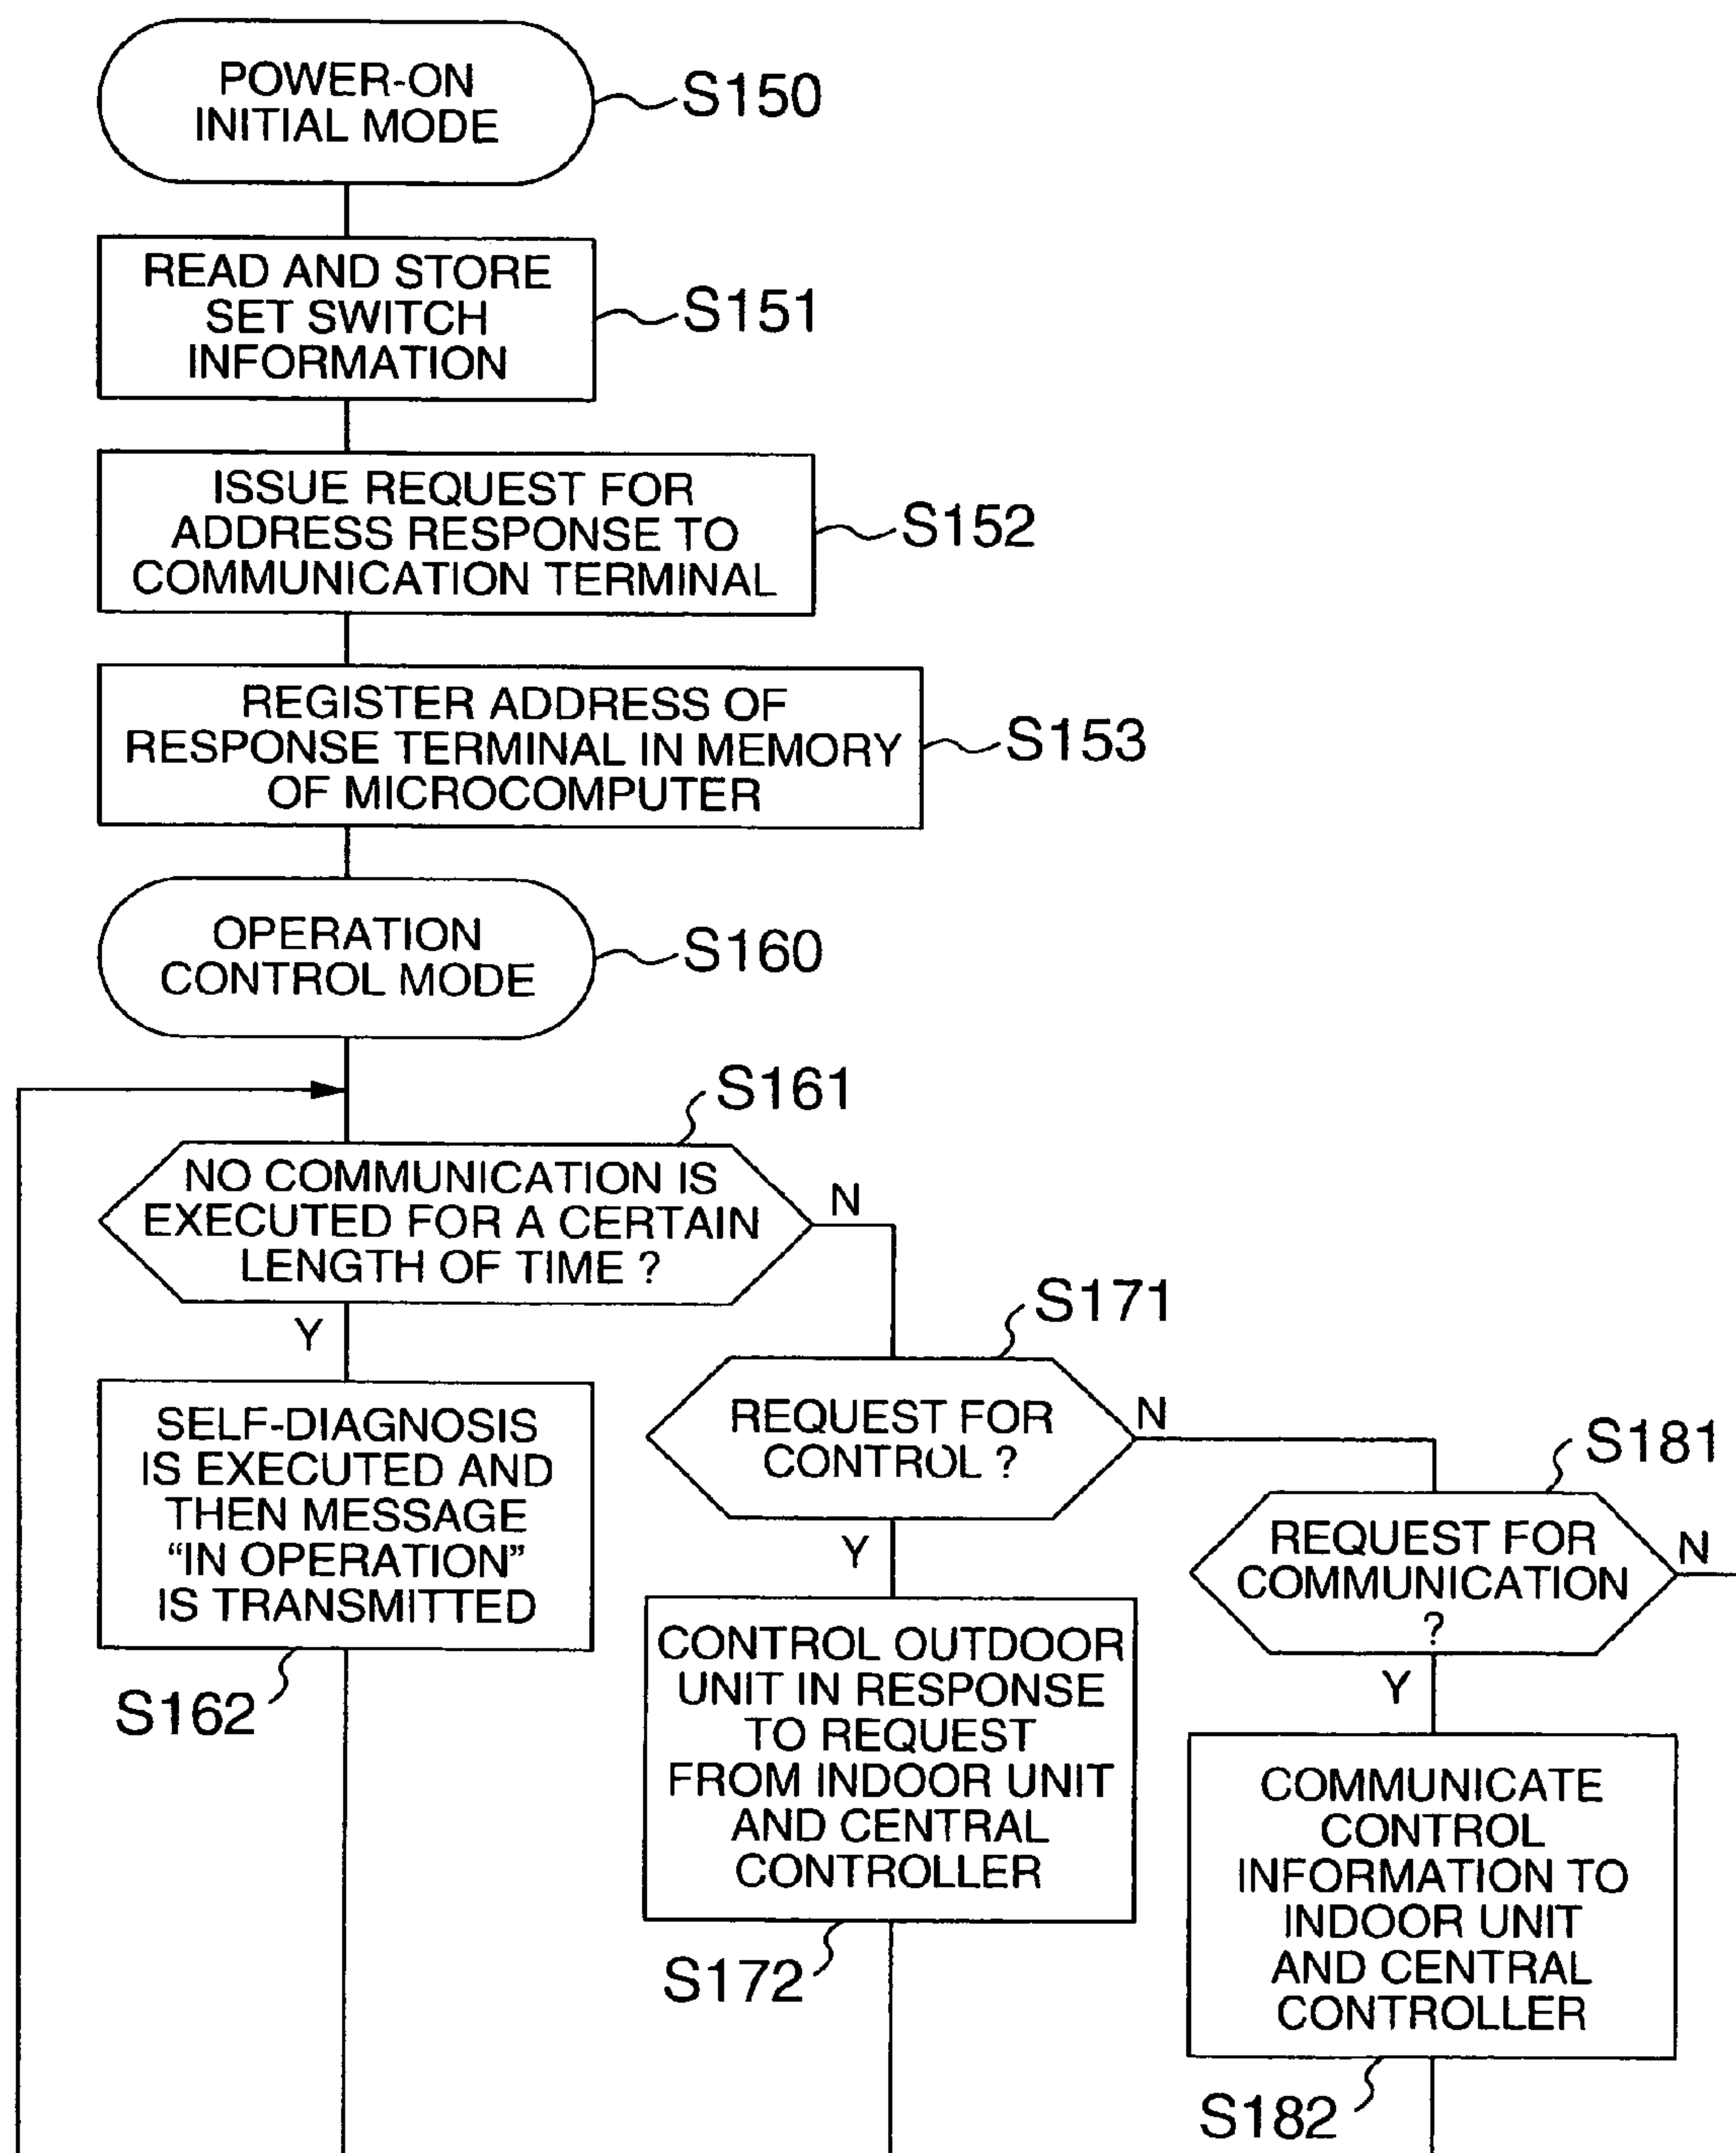 POWER-ON
INITIAL MODE
S150
READ AND STORE
SET SWITCH
INFORMATION
S151
ISSUE REQUEST FOR
ADDRESS RESPONSE TO
COMMUNICATION TERMINAL
S152
REGISTER ADDRESS OF
RESPONSE TERMINAL IN MEMORY
OF MICROCOMPUTER
S153
OPERATION
CONTROL MODE
S160
S161
NO COMMUNICATION IS
EXECUTED FOR A CERTAIN
LENGTH OF TIME ?
N
Y
SELF-DIAGNOSIS
IS EXECUTED AND
THEN MESSAGE
“IN OPERATION”
IS TRANSMITTED
S162
S171
REQUEST FOR
CONTROL ?
N
Y
CONTROL OUTDOOR
UNIT IN RESPONSE
TO REQUEST
FROM INDOOR UNIT
AND CENTRAL
CONTROLLER
S172
S181
REQUEST FOR
COMMUNICATION
?
N
Y
COMMUNICATE
CONTROL
INFORMATION TO
INDOOR UNIT
AND CENTRAL
CONTROLLER
S182